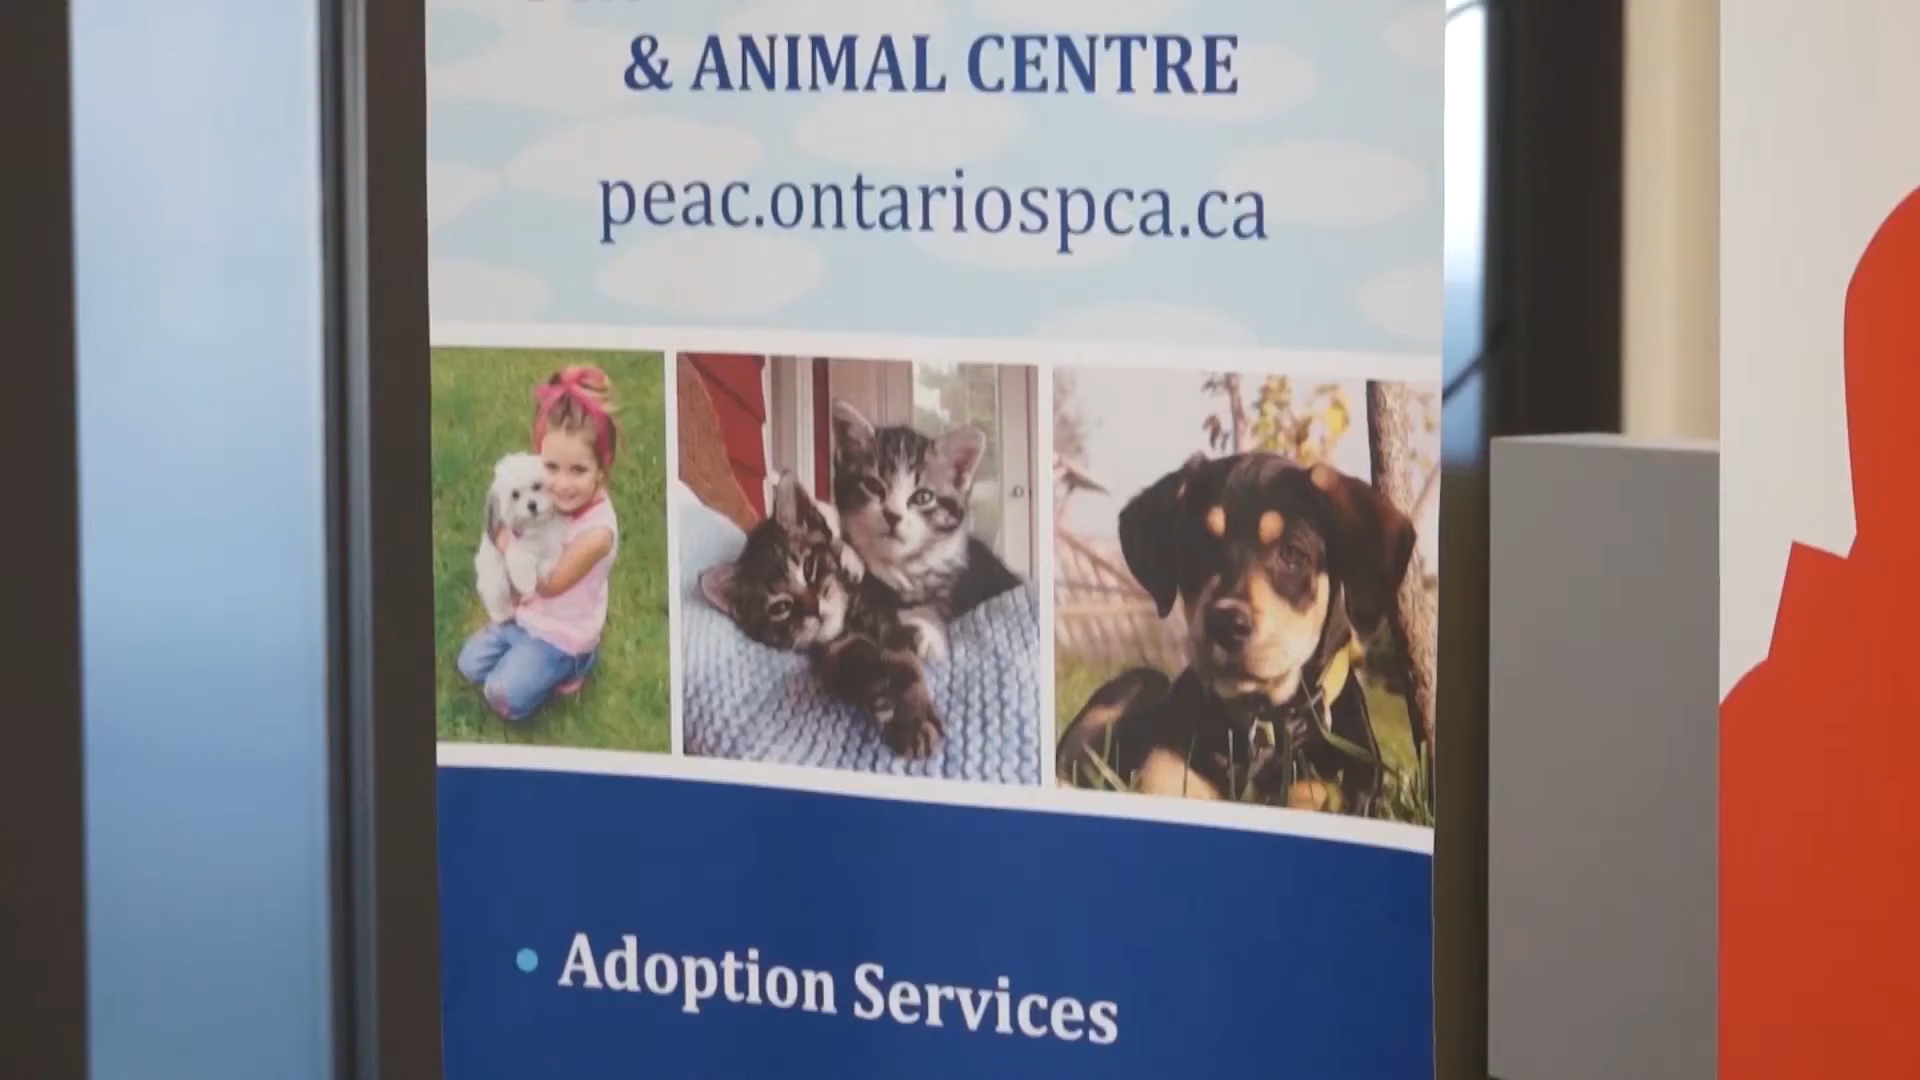 & ANIMAL CENTRE
peac.ontariospca.ca
• Adoption Services